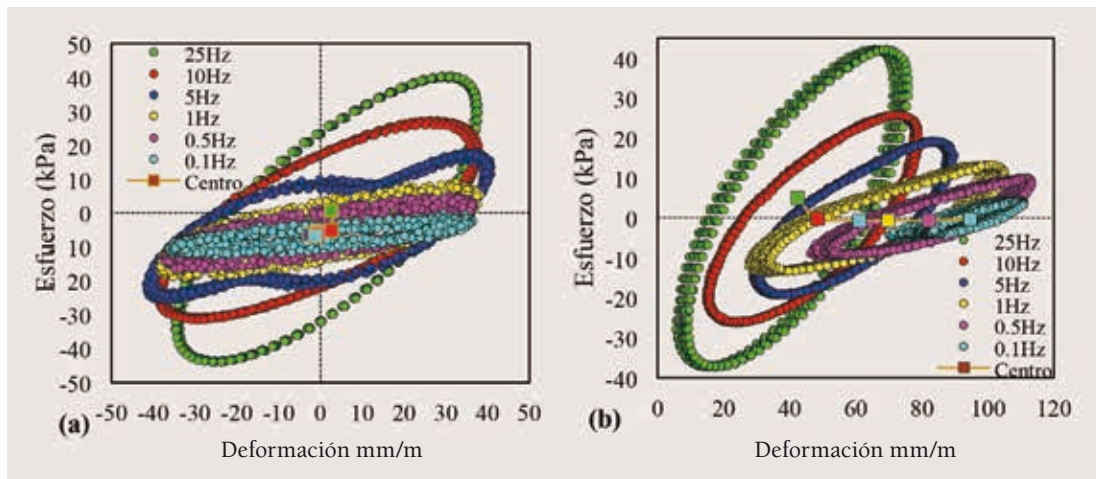 50
40
30
20
10
0
10
-20
-30
-40
-50
Esfuerzo (kPa)
25Hz
10Hz
5Hz
1Hz
0.5Hz
0.1Hz
Centro
(a) -50 -40 -30 -20 -10 0 10 20 30 40 50
Deformación mm/m
40
30
20
10
0
-10
-20
-30
-40
Esfuerzo (kPa)
25Hz
10Hz
5Hz
1Hz
0.5Hz
0.1Hz
Centro
(b)
0 20 40 60 80 100 120
Deformación mm/m